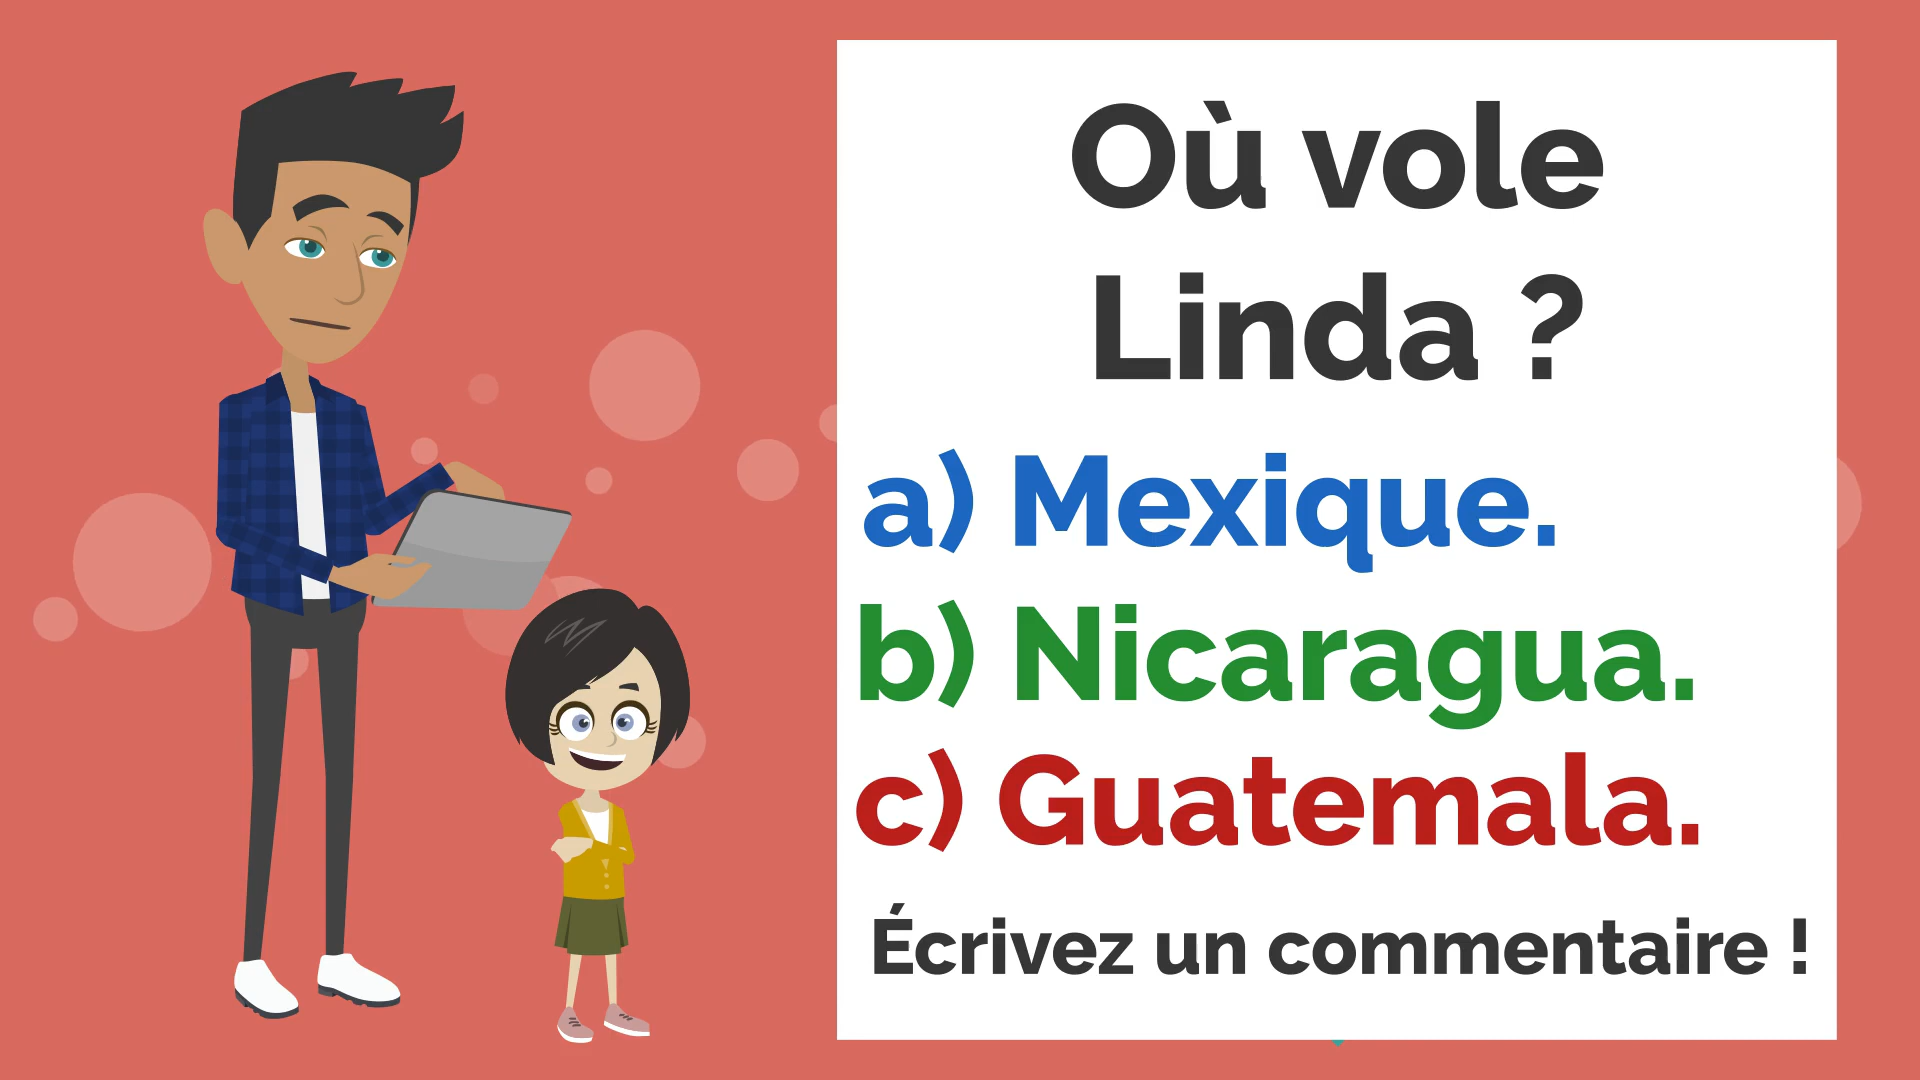 Où vole
Linda ?
a) Mexique.
b) Nicaragua.
c) Guatemala.
Écrivez un commentaire !